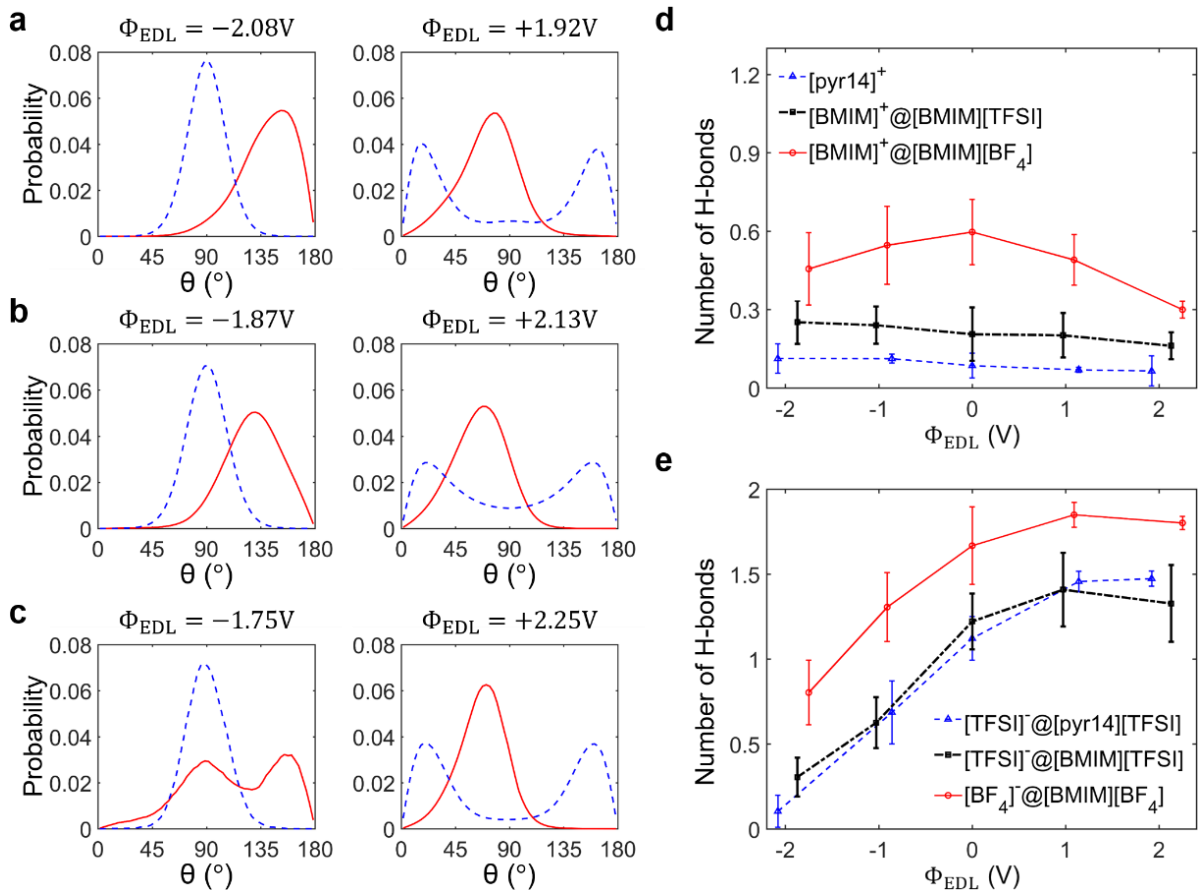 a
Φ_EDL = −2.08V
Φ_EDL = +1.92V
Probability
0.08
0.06
0.04
0.02
0
0 45 90 135 180
0 45 90 135 180
θ (°)
θ (°)
b
Φ_EDL = −1.87V
Φ_EDL = +2.13V
Probability
0.08
0.06
0.04
0.02
0
0 45 90 135 180
0 45 90 135 180
θ (°)
θ (°)
c
Φ_EDL = −1.75V
Φ_EDL = +2.25V
Probability
0.08
0.06
0.04
0.02
0
0 45 90 135 180
0 45 90 135 180
θ (°)
θ (°)
d
Number of H-bonds
1.2
0.9
0.6
0.3
0
[pyr14]⁺
[BMIM]⁺@[BMIM][TFSI]
[BMIM]⁺@[BMIM][BF₄]
-2 -1 0 1 2
Φ_EDL (V)
e
Number of H-bonds
2
1.5
1
0.5
0
[TFSI]⁻@[pyr14][TFSI]
[TFSI]⁻@[BMIM][TFSI]
[BF₄]⁻@[BMIM][BF₄]
-2 -1 0 1 2
Φ_EDL (V)